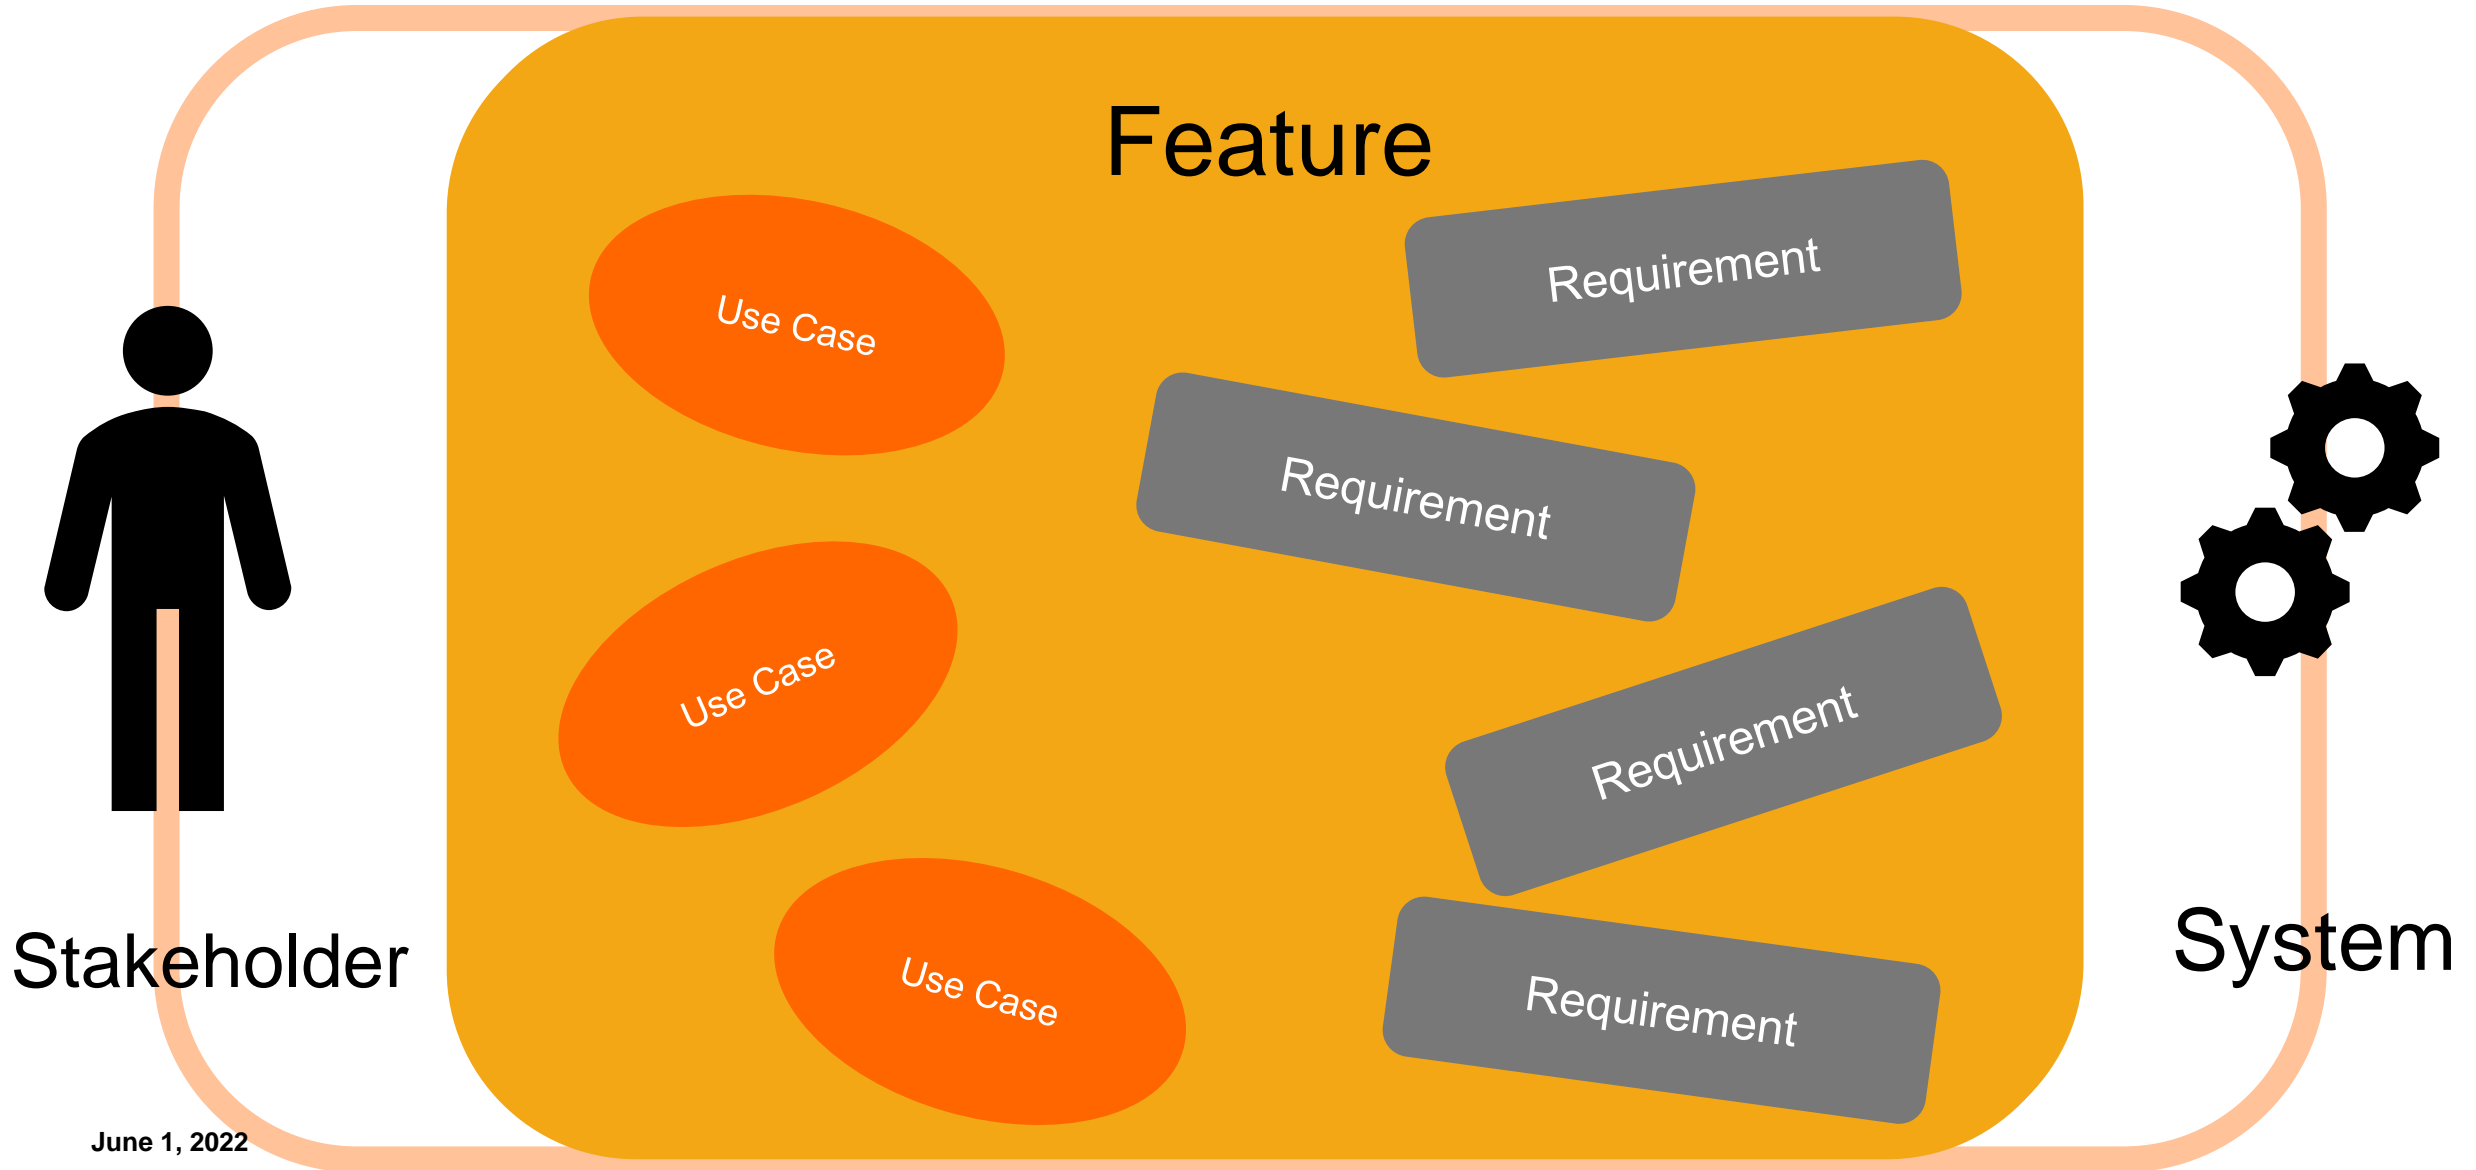 Feature
Use Case
Requirement
Requirement
Use Case
Requirement
Use Case
Requirement
Stakeholder
System
June 1, 2022